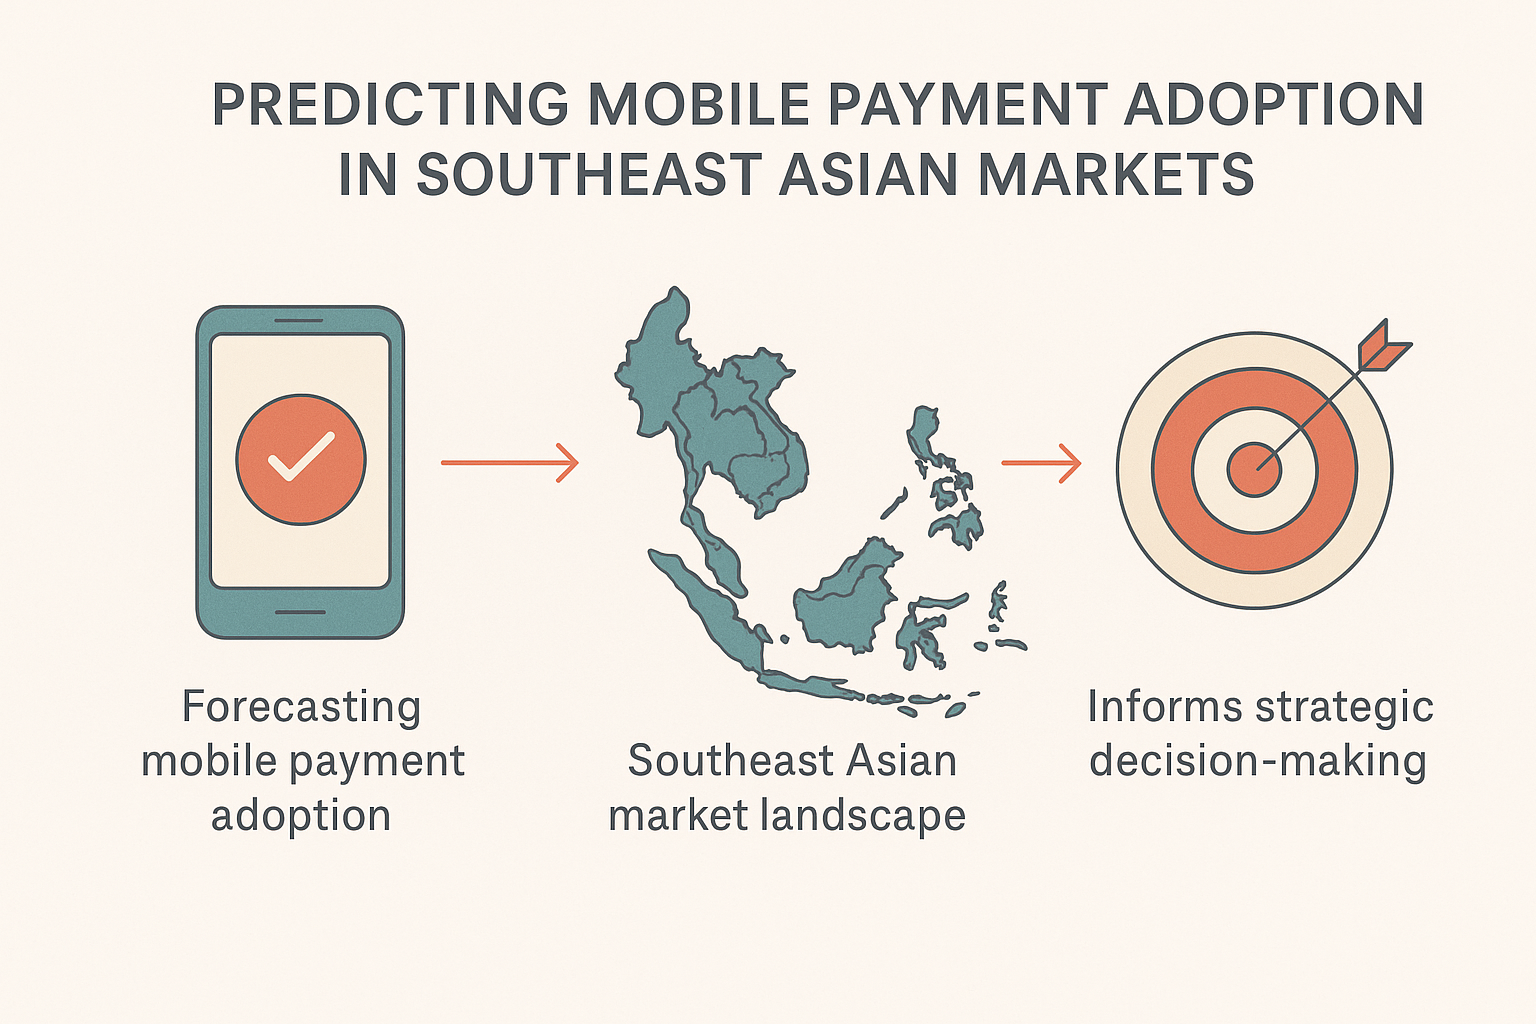 PREDICTING MOBILE PAYMENT ADOPTION
IN SOUTHEAST ASIAN MARKETS
Forecasting
mobile payment
adoption
Southeast Asian
market landscape
Informs strategic
decision-making